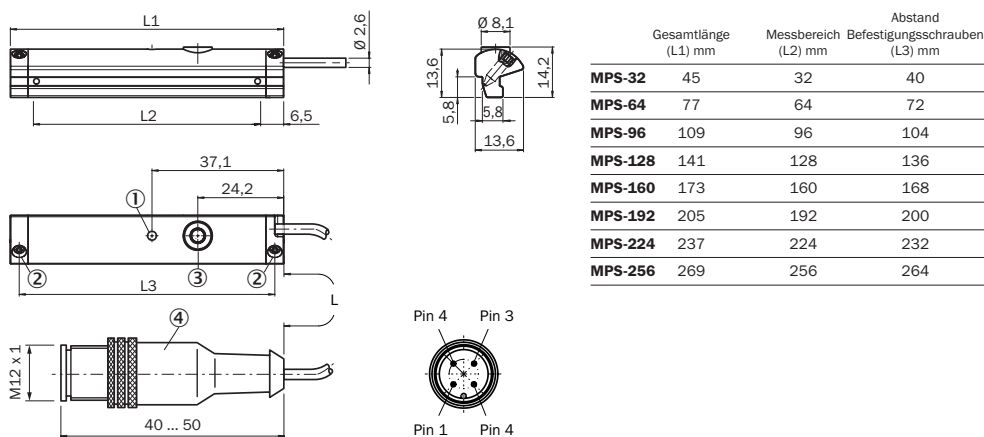 L1
Ø 2,6
L2
6,5
Ø 8,1
13,6
5,8
5,8
13,6
14,2
37,1
24,2
①
②
③
②
L3
L
④
M12 x 1
40 ... 50
Pin 4
Pin 3
Pin 1
Pin 4
Gesamtlänge (L1) mm
Messbereich (L2) mm
Abstand Befestigungsschrauben (L3) mm
MPS-32 45 32 40
MPS-64 77 64 72
MPS-96 109 96 104
MPS-128 141 128 136
MPS-160 173 160 168
MPS-192 205 192 200
MPS-224 237 224 232
MPS-256 269 256 264